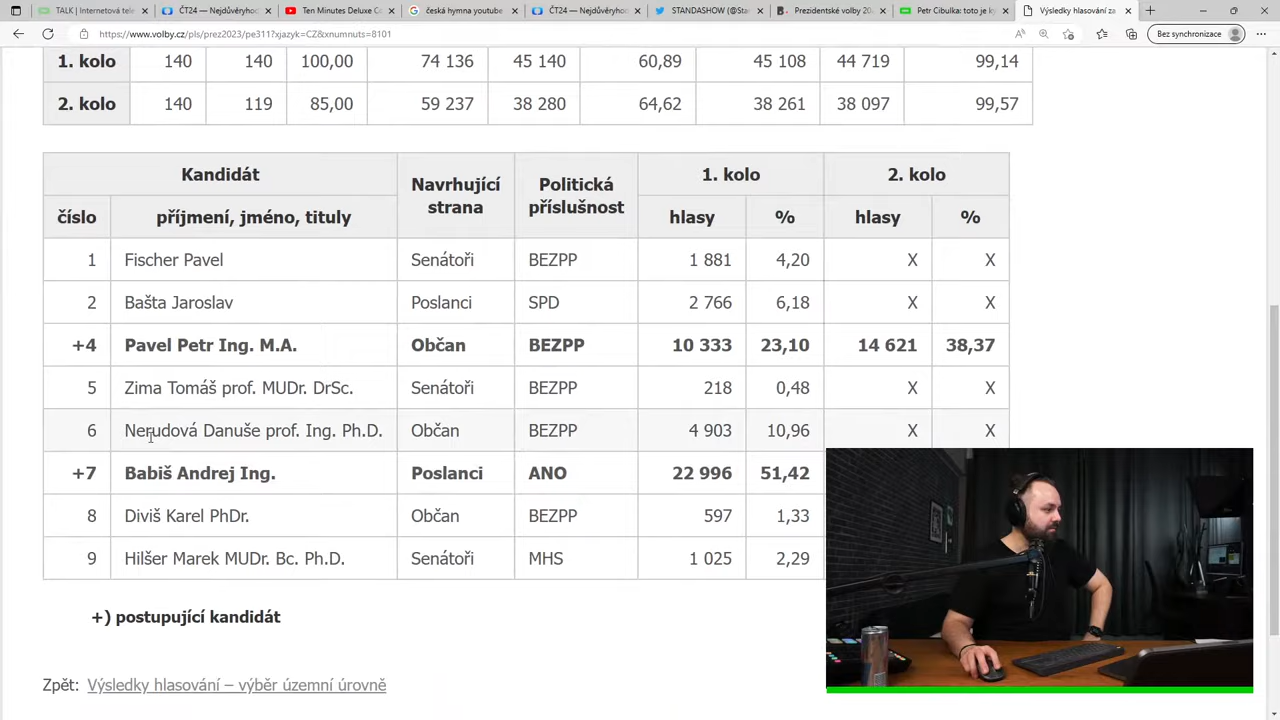 TALK | Internetová tel
ČT24 — Nejdůvěryhoc
Ten Minutes Deluxe C
česká hymna youtube
ČT24 — Nejdůvěryhoc
STANDASHOW (@Stan
Prezidentské volby 20
Petr Cibulka: toto je ky
Výsledky hlasování za
https://www.volby.cz/pls/prez2023/pe311?xjazyk=CZ&xnumnuts=8101
Bez synchronizace
1. kolo 140 140 100,00 74 136 45 140 60,89 45 108 44 719 99,14
2. kolo 140 119 85,00 59 237 38 280 64,62 38 261 38 097 99,57
Kandidát Navrhující strana Politická příslušnost 1. kolo 2. kolo
číslo příjmení, jméno, tituly hlasy % hlasy %
1 Fischer Pavel Senátoři BEZPP 1 881 4,20 X X
2 Bašta Jaroslav Poslanci SPD 2 766 6,18 X X
+4 Pavel Petr Ing. M.A. Občan BEZPP 10 333 23,10 14 621 38,37
5 Zima Tomáš prof. MUDr. DrSc. Senátoři BEZPP 218 0,48 X X
6 Nerudová Danuše prof. Ing. Ph.D. Občan BEZPP 4 903 10,96 X X
+7 Babiš Andrej Ing. Poslanci ANO 22 996 51,42
8 Diviš Karel PhDr. Občan BEZPP 597 1,33
9 Hilšer Marek MUDr. Bc. Ph.D. Senátoři MHS 1 025 2,29
+) postupující kandidát
Zpět: Výsledky hlasování – výběr územní úrovně